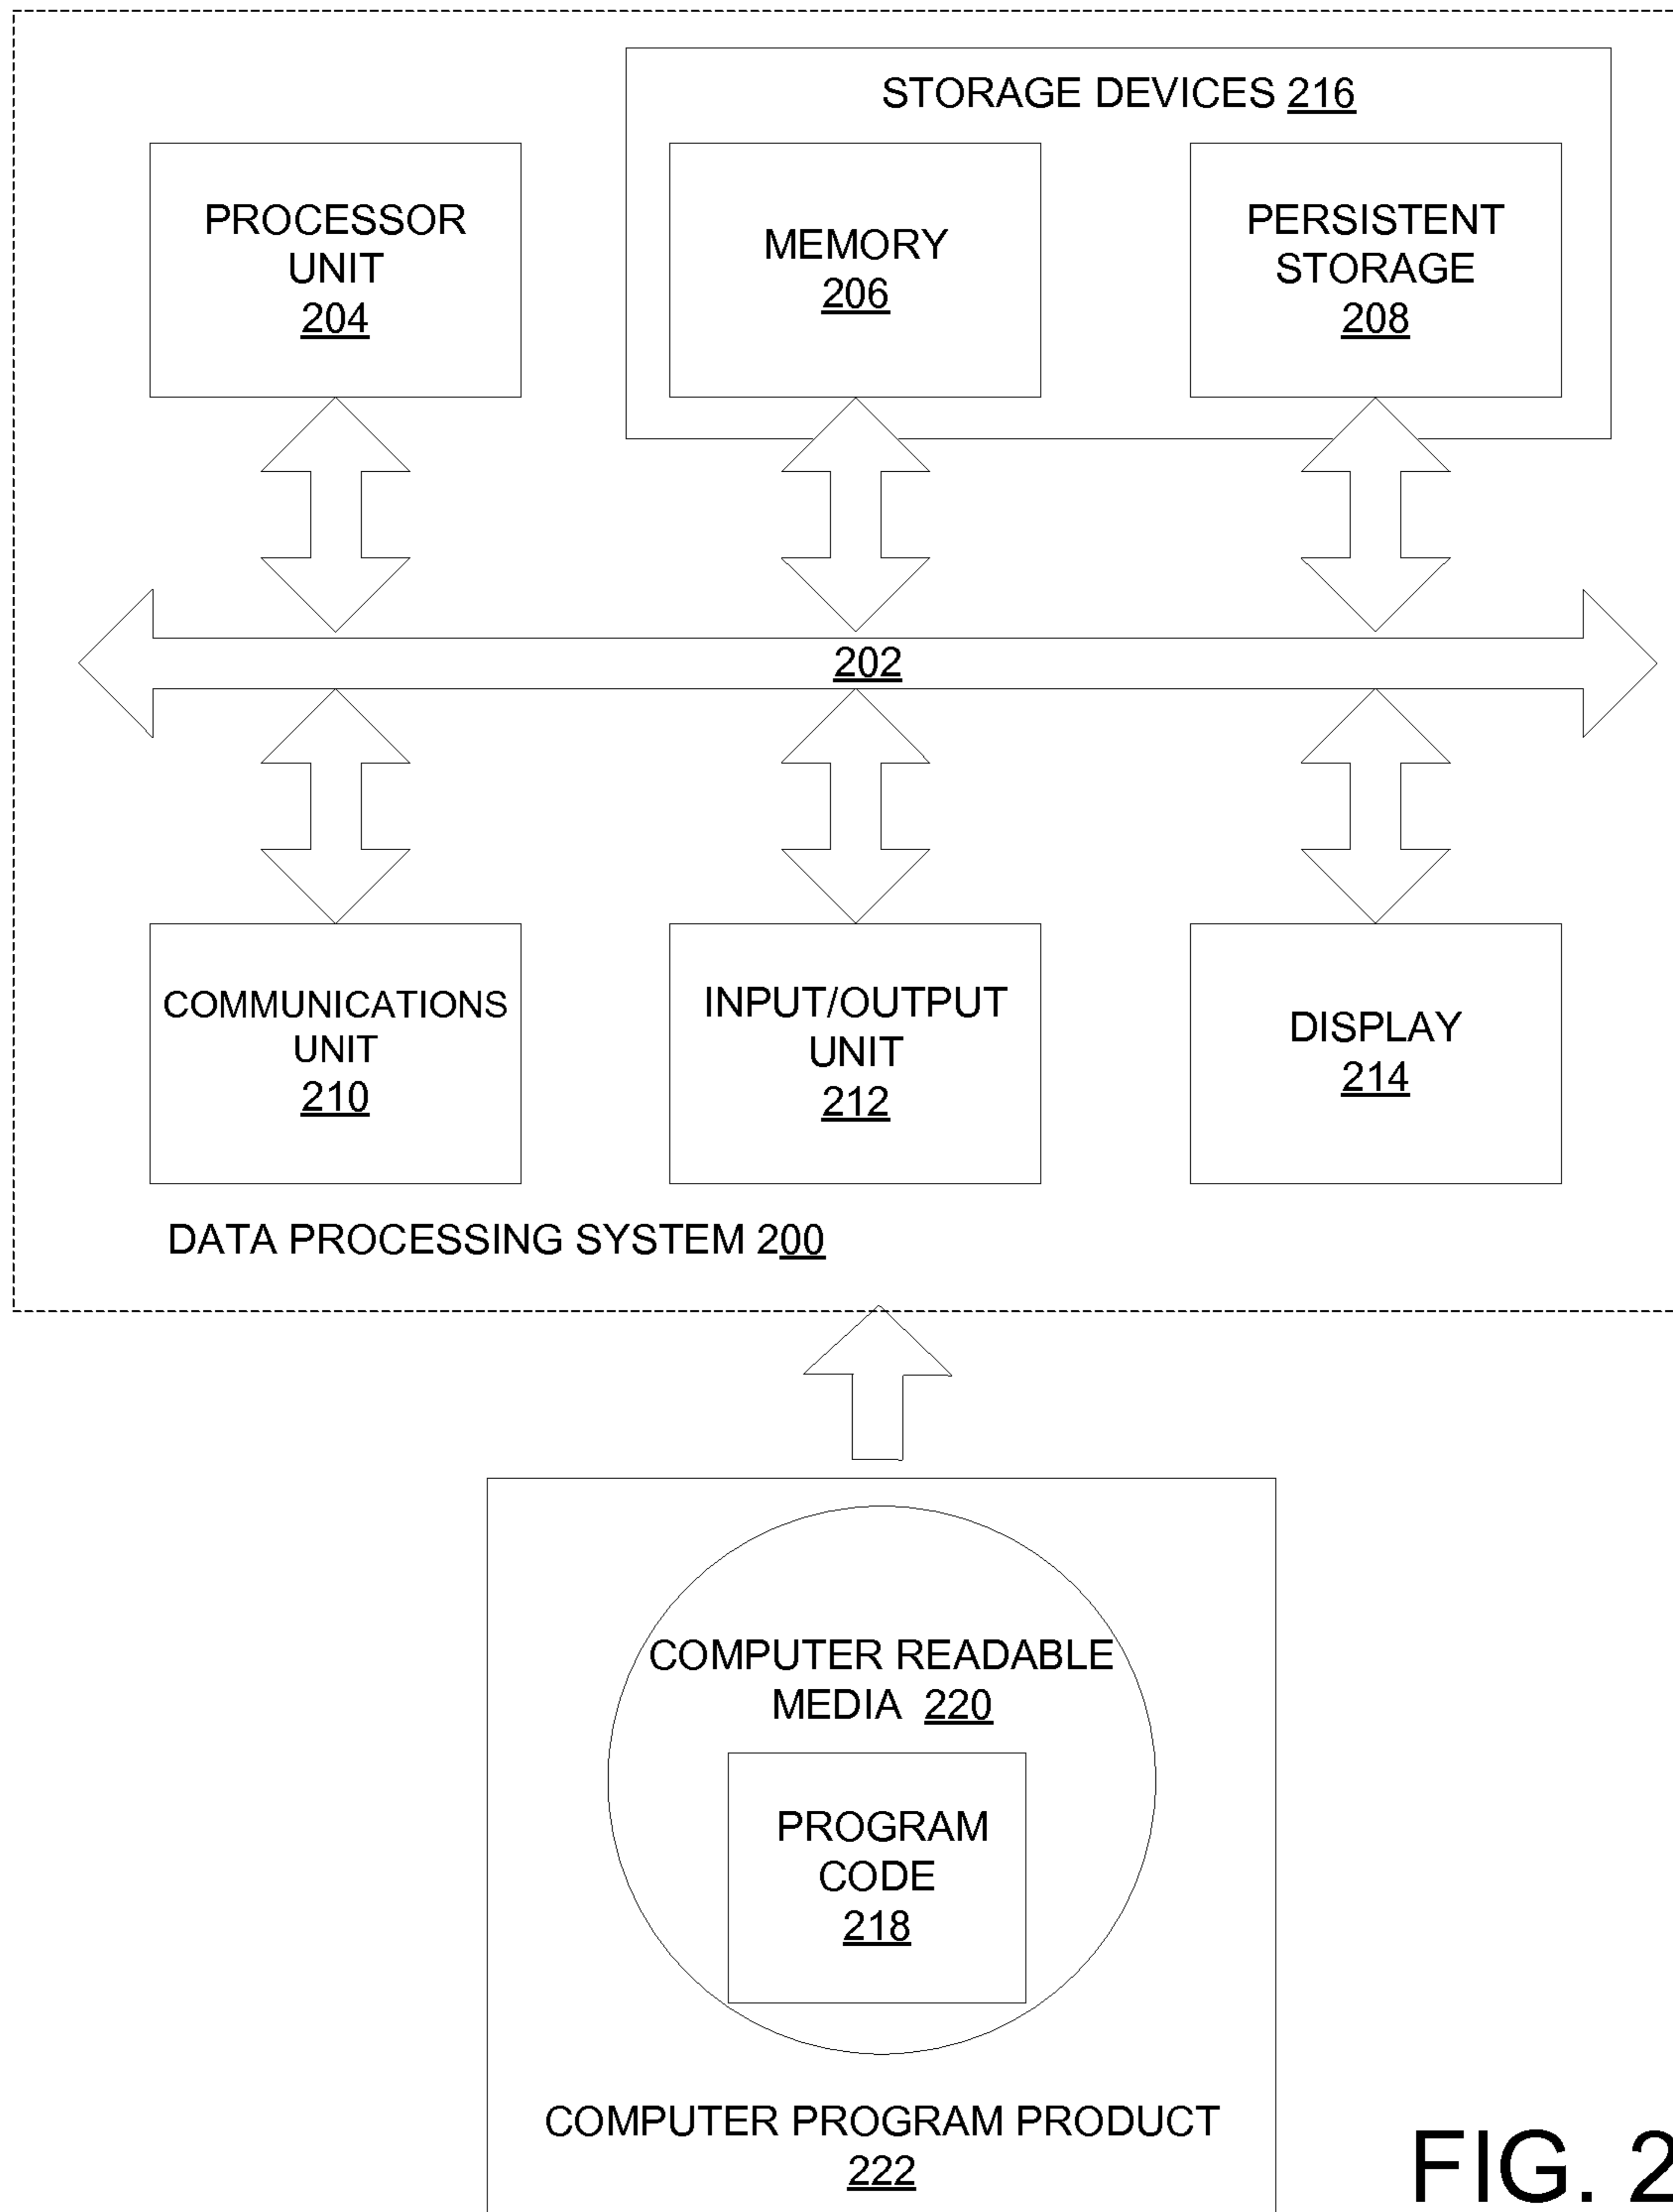 STORAGE DEVICES 216
PROCESSOR
UNIT
204
MEMORY
206
PERSISTENT
STORAGE
208
202
COMMUNICATIONS
UNIT
210
INPUT/OUTPUT
UNIT
212
DISPLAY
214
DATA PROCESSING SYSTEM 200
COMPUTER READABLE
MEDIA 220
PROGRAM
CODE
218
COMPUTER PROGRAM PRODUCT
222
FIG. 2